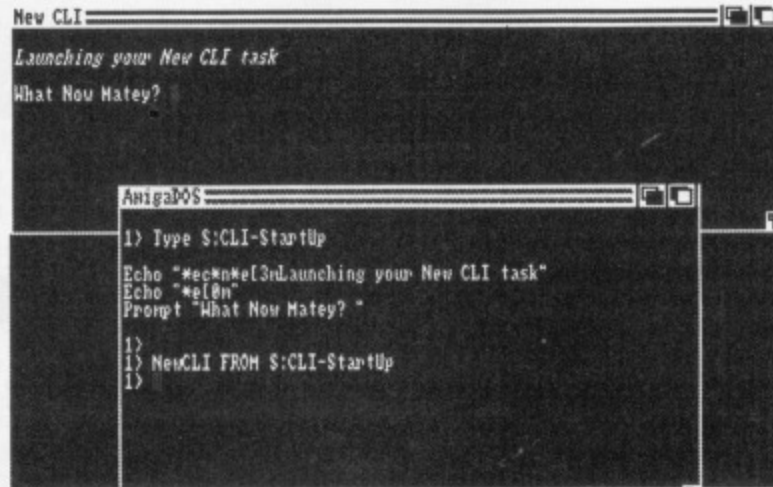 New CLI
Launching your New CLI task
What Now Matey?
AmigaDOS
1> Type S:CLI-StartUp
Echo "*ec*n*e[3mLaunching your New CLI task"
Echo "*e[0m"
Prompt "What Now Matey? "
1>
1> NewCLI FROM S:CLI-StartUp
1>